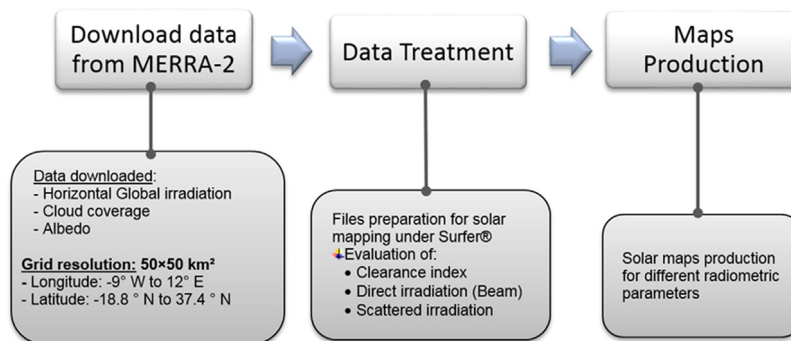 Download data
from MERRA-2
Data Treatment
Maps
Production
Data downloaded:
- Horizontal Global irradiation
- Cloud coverage
- Albedo
Grid resolution: 50×50 km²
- Longitude: -9° W to 12° E
- Latitude: -18.8 ° N to 37.4 ° N
Files preparation for solar
mapping under Surfer®
Evaluation of:
• Clearance index
• Direct irradiation (Beam)
• Scattered irradiation
Solar maps production
for different radiometric
parameters